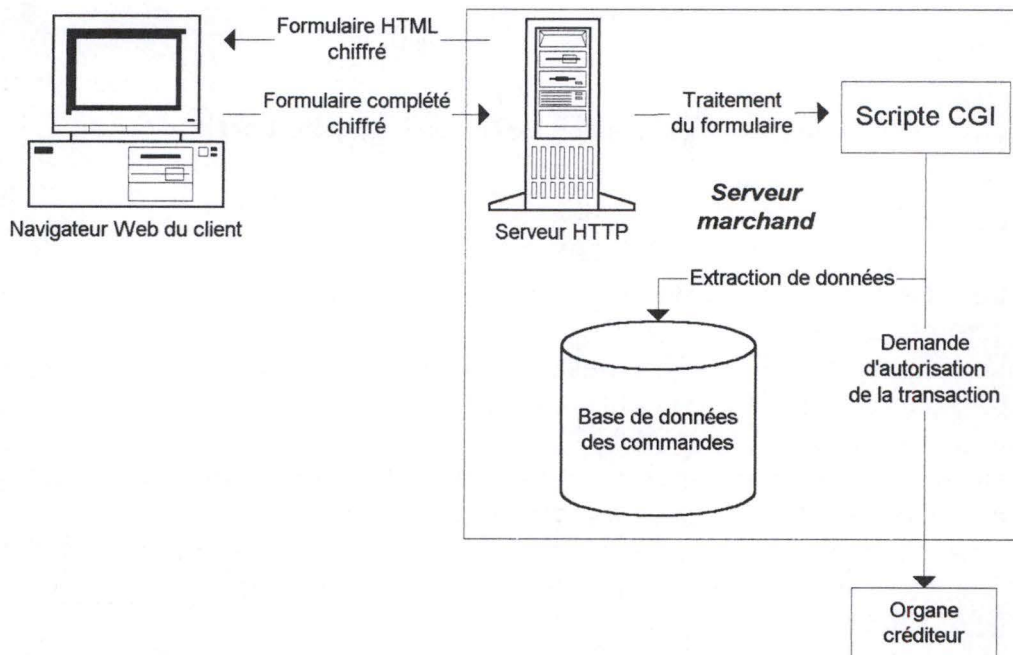 Formulaire HTML
chiffré
Formulaire complété
chiffré
Navigateur Web du client
Serveur HTTP
Traitement
du formulaire
Scripte CGI
Serveur
marchand
Extraction de données
Base de données
des commandes
Demande
d'autorisation
de la transaction
Organe
créditeur